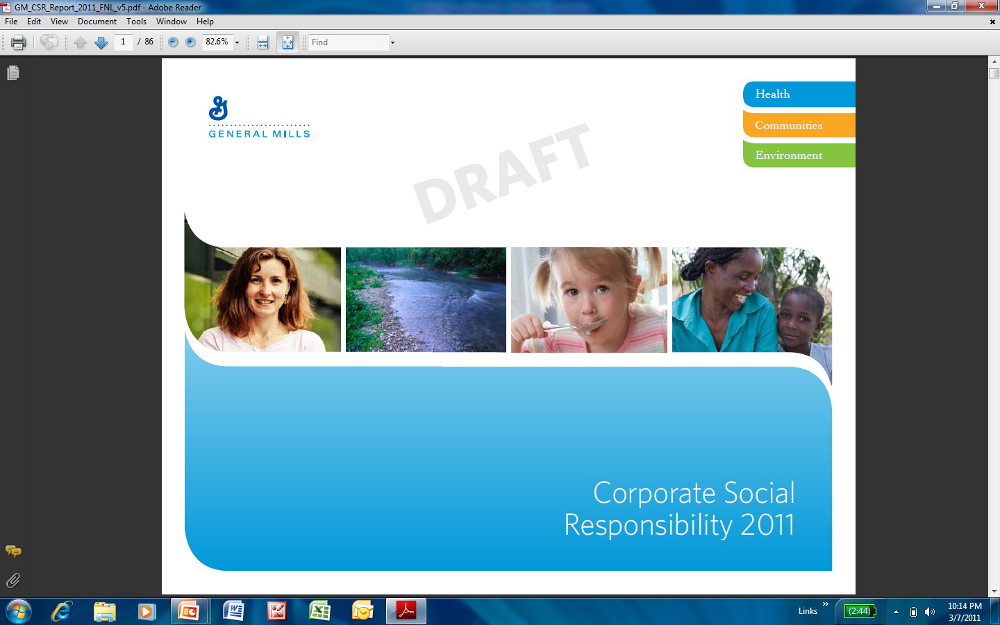 GM_CSR_Report_2011_FNL_v5.pdf - Adobe Reader
File Edit View Document Tools Window Help
1 / 86 82.6% Find
GENERAL MILLS
Health
Communities
Environment
DRAFT
Corporate Social
Responsibility 2011
Links » (2:44) 10:14 PM
3/7/2011